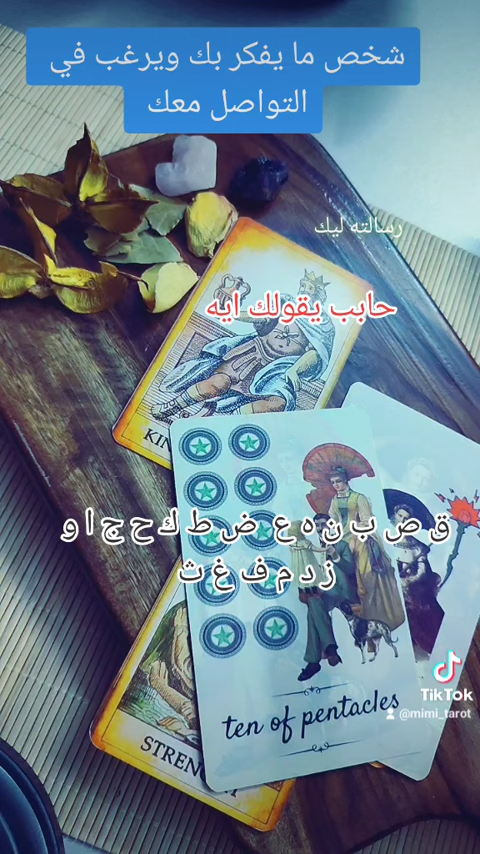 شخص ما يفكر بك ويرغب في
التواصل معك
رسالته ليك
حابب يقولك ايه
KIN
ق ص ب ن ه ع ض ط ك ح ج ا و
ز د م ف غ ث
ten of pentacles
STREN
TikTok
@mimi_tarot